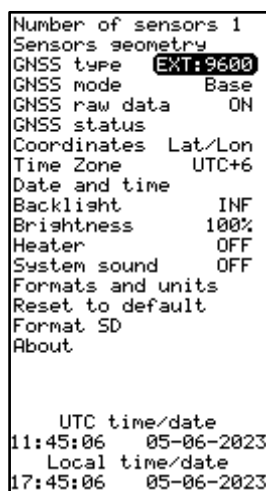 Number of sensors 1
Sensors geometry
GNSS type EXT:9600
GNSS mode Base
GNSS raw data ON
GNSS status
Coordinates Lat/Lon
Time Zone UTC+6
Date and time
Backlight INF
Brightness 100%
Heater OFF
System sound OFF
Formats and units
Reset to default
Format SD
About
UTC time/date
11:45:06 05-06-2023
Local time/date
17:45:06 05-06-2023